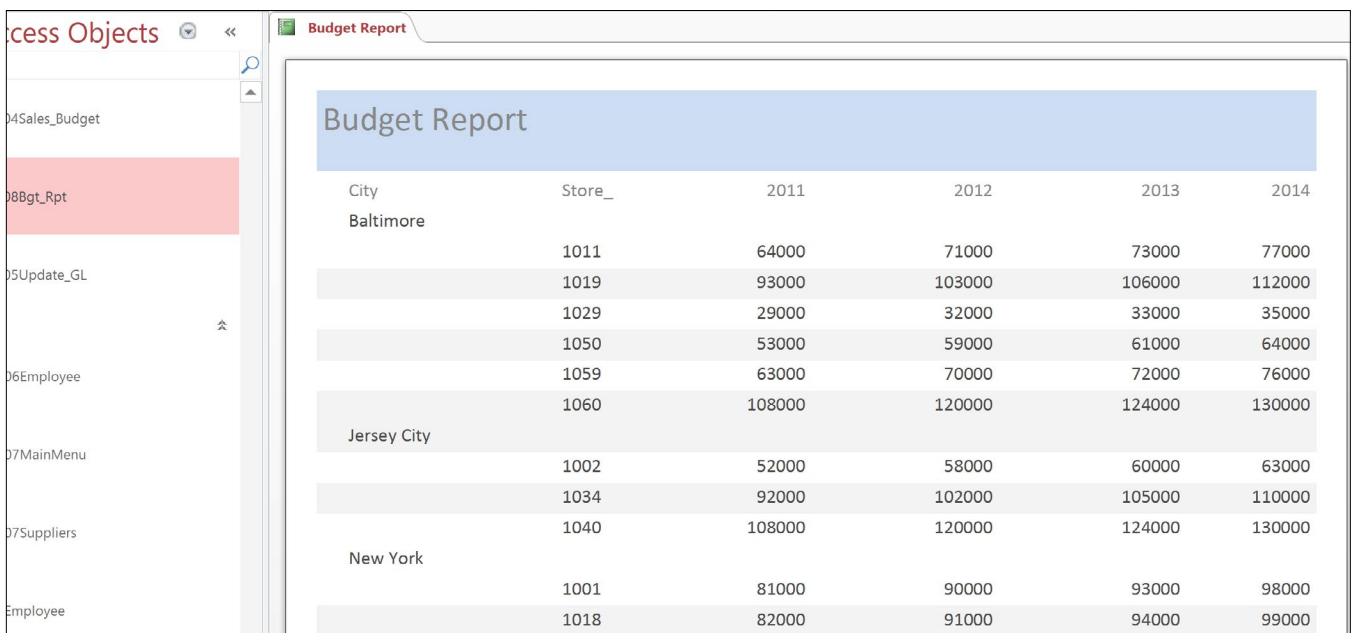 ccess Objects
04Sales_Budget
08Bgt_Rpt
05Update_GL
06Employee
07MainMenu
07Suppliers
Employee
Budget Report
Budget Report
City Store_ 2011 2012 2013 2014
Baltimore
1011 64000 71000 73000 77000
1019 93000 103000 106000 112000
1029 29000 32000 33000 35000
1050 53000 59000 61000 64000
1059 63000 70000 72000 76000
1060 108000 120000 124000 130000
Jersey City
1002 52000 58000 60000 63000
1034 92000 102000 105000 110000
1040 108000 120000 124000 130000
New York
1001 81000 90000 93000 98000
1018 82000 91000 94000 99000